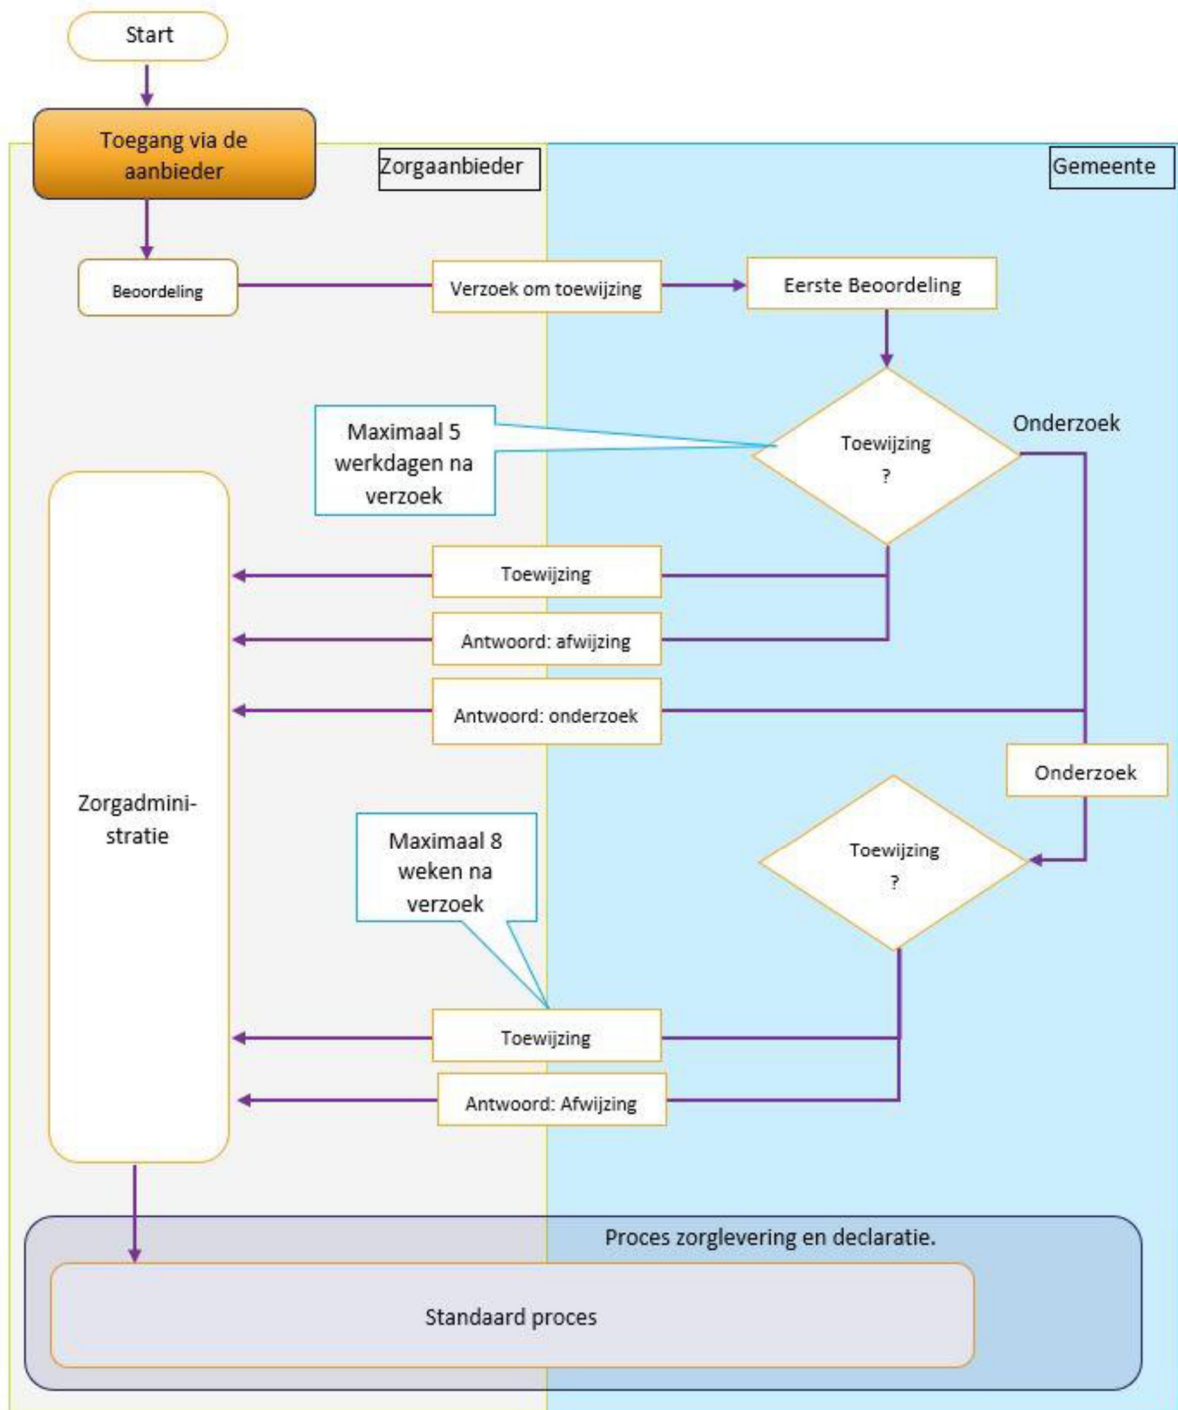 Start
Toegang via de
aanbieder
Zorgaanbieder
Gemeente
Beoordeling
Verzoek om toewijzing
Eerste Beoordeling
Maximaal 5
werkdagen na
verzoek
Toewijzing
?
Onderzoek
Toewijzing
Antwoord: afwijzing
Antwoord: onderzoek
Onderzoek
Zorgadmini-
stratie
Maximaal 8
weken na
verzoek
Toewijzing
?
Toewijzing
Antwoord: Afwijzing
Proces zorglevering en declaratie.
Standaard proces